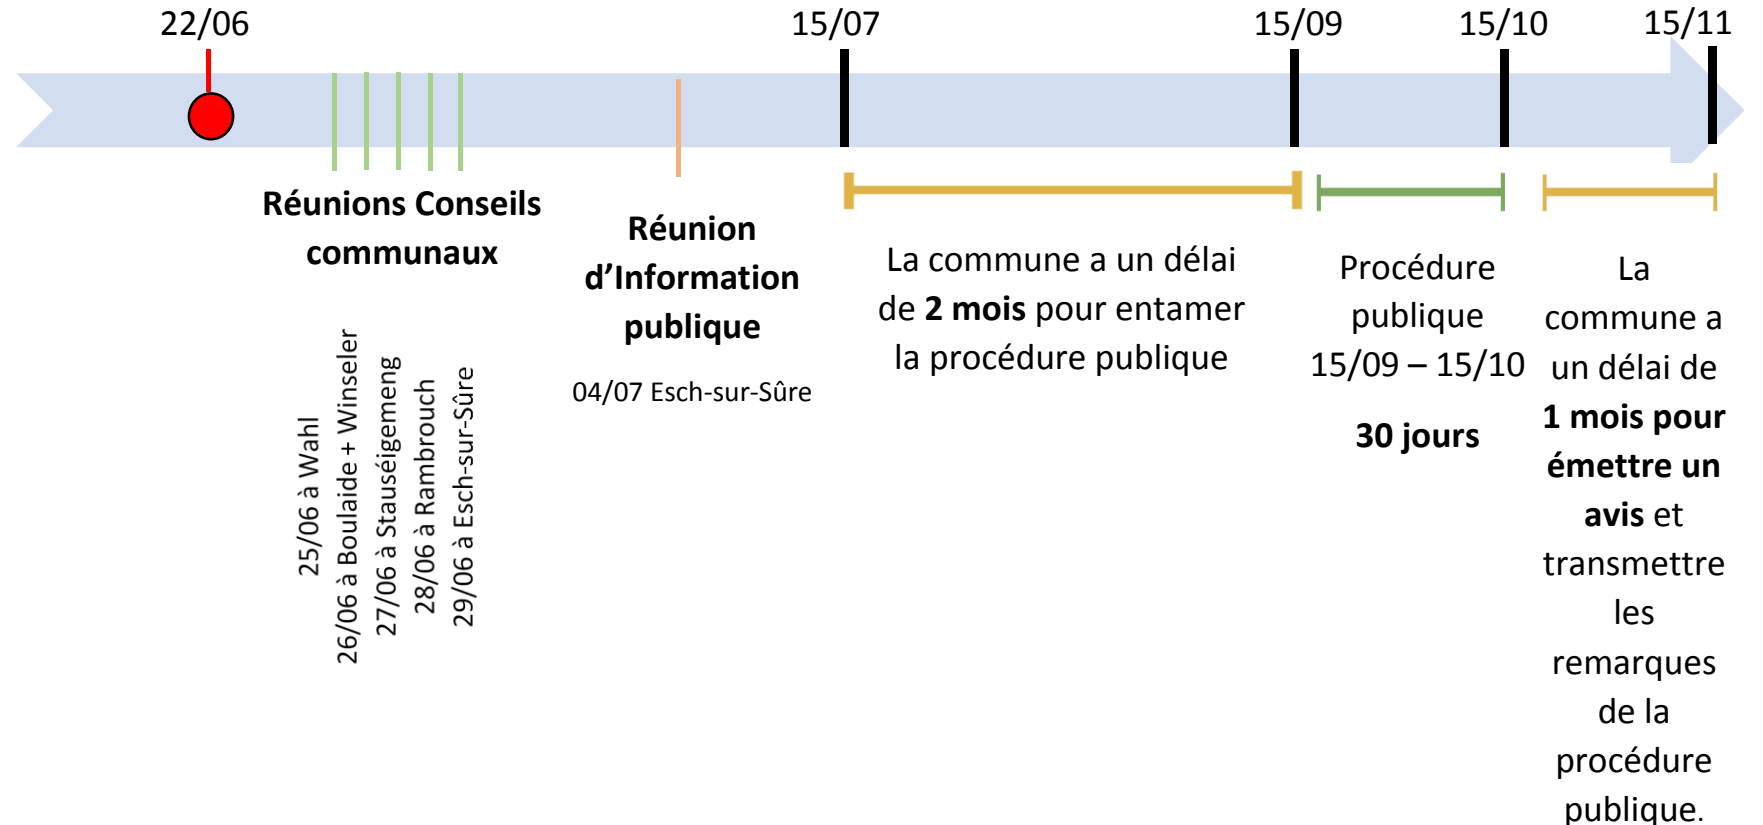 22/06
15/07
15/09
15/10
15/11
Réunions Conseils
communaux
25/06 à Wahl
26/06 à Boulaide + Winseler
27/06 à Stauséigemeng
28/06 à Rambrouch
29/06 à Esch-sur-Sûre
Réunion
d’Information
publique
04/07 Esch-sur-Sûre
La commune a un délai
de 2 mois pour entamer
la procédure publique
Procédure
publique
15/09 – 15/10
30 jours
La
commune a
un délai de
1 mois pour
émettre un
avis et
transmettre
les
remarques
de la
procédure
publique.